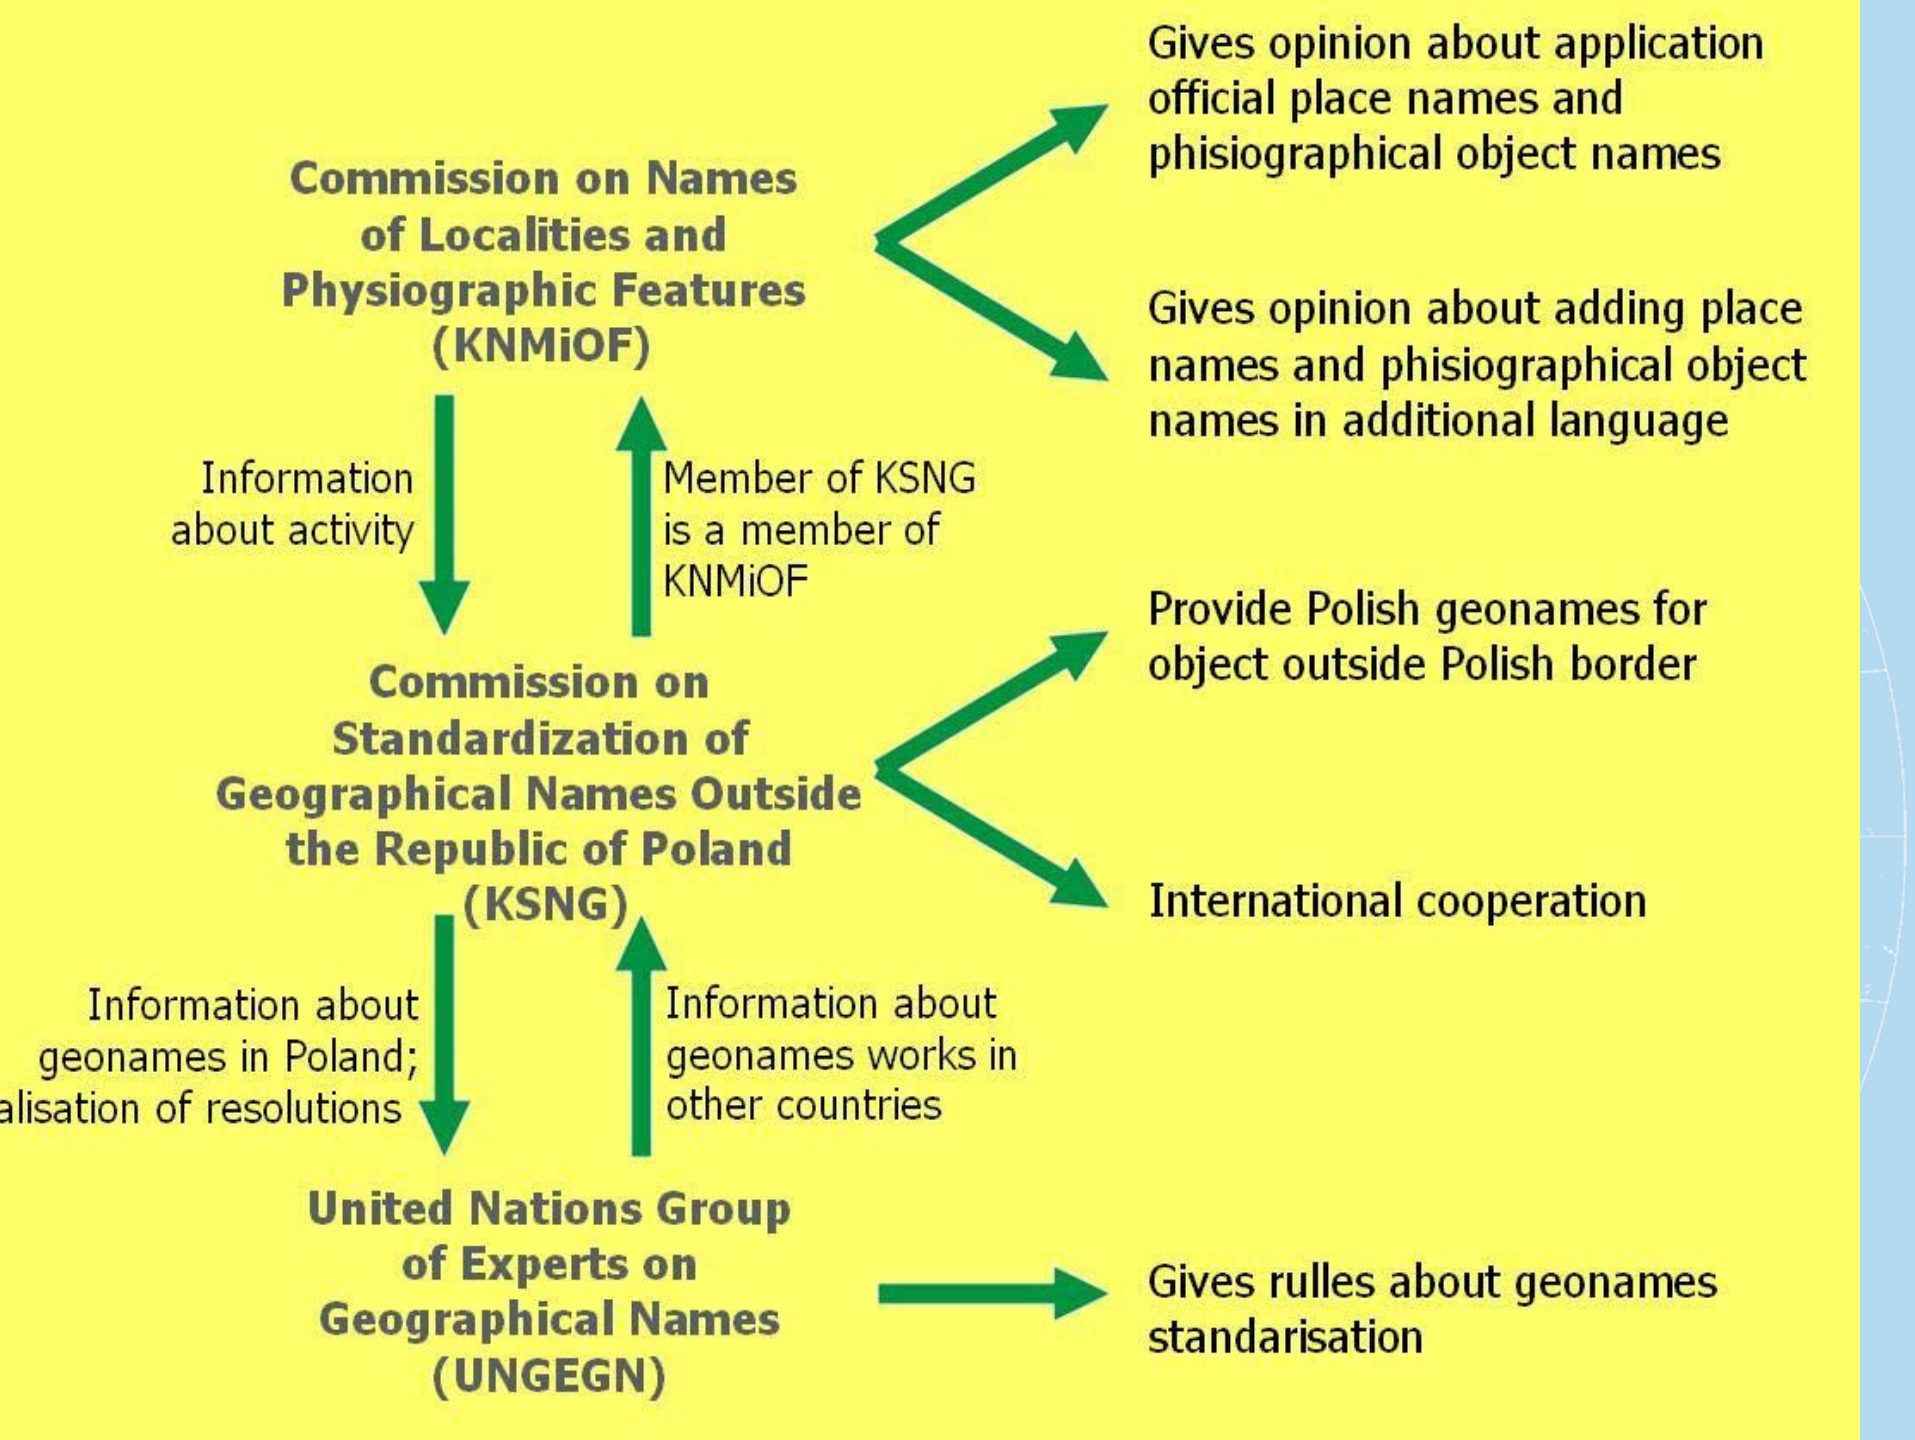 Gives opinion about application
official place names and
phisiographical object names
Commission on Names
of Localities and
Physiographic Features
(KNMiOF)
Gives opinion about adding place
names and phisiographical object
names in additional language
Information
about activity
Member of KSNG
is a member of
KNMiOF
Provide Polish geonames for
object outside Polish border
Commission on
Standardization of
Geographical Names Outside
the Republic of Poland
(KSNG)
International cooperation
Information about
geonames in Poland;
alisation of resolutions
Information about
geonames works in
other countries
United Nations Group
of Experts on
Geographical Names
(UNGEGN)
Gives rulles about geonames
standarisation